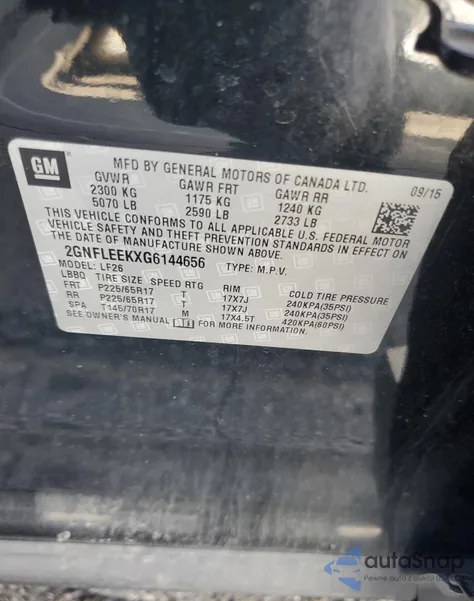 GM
MFD BY GENERAL MOTORS OF CANADA LTD.
09/15
GVWR GAWR FRT GAWR RR
2300 KG 1175 KG 1240 KG
5070 LB 2590 LB 2733 LB
THIS VEHICLE CONFORMS TO ALL APPLICABLE U.S. FEDERAL MOTOR
VEHICLE SAFETY AND THEFT PREVENTION STANDARDS IN EFFECT ON
THE DATE OF MANUFACTURE SHOWN ABOVE.
2GNFLEEKXG6144656 TYPE: M.P.V.
MODEL: LF26
LBBQ TIRE SIZE SPEED RTG RIM COLD TIRE PRESSURE
FRT P225/65R17 T 17X7J 240KPA(35PSI)
RR P225/65R17 T 17X7J 240KPA(35PSI)
SPA T145/70R17 M 17X4.5T 420KPA(60PSI)
SEE OWNER'S MANUAL FOR MORE INFORMATION.
autoSnap
Pewne auto z USA